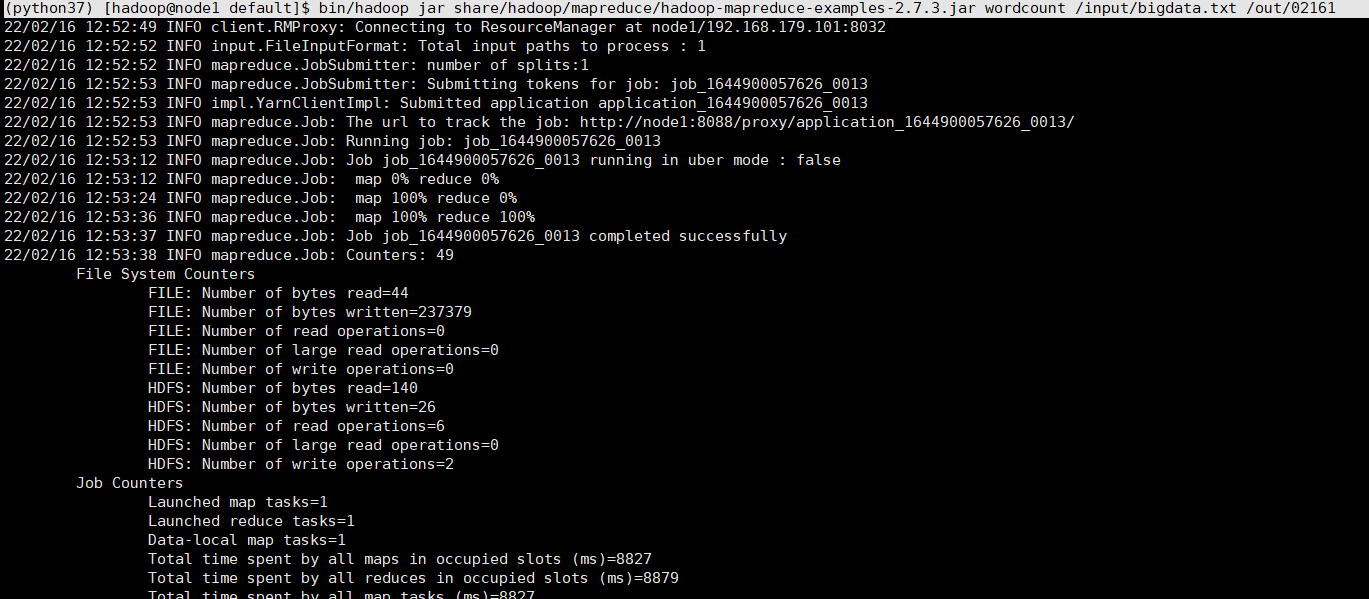 (python37) [hadoop@node1 default]$ bin/hadoop jar share/hadoop/mapreduce/hadoop-mapreduce-examples-2.7.3.jar wordcount /input/bigdata.txt /out/02161
22/02/16 12:52:49 INFO client.RMProxy: Connecting to ResourceManager at node1/192.168.179.101:8032
22/02/16 12:52:52 INFO input.FileInputFormat: Total input paths to process : 1
22/02/16 12:52:52 INFO mapreduce.JobSubmitter: number of splits:1
22/02/16 12:52:53 INFO mapreduce.JobSubmitter: Submitting tokens for job: job_1644900057626_0013
22/02/16 12:52:53 INFO impl.YarnClientImpl: Submitted application application_1644900057626_0013
22/02/16 12:52:53 INFO mapreduce.Job: The url to track the job: http://node1:8088/proxy/application_1644900057626_0013/
22/02/16 12:52:53 INFO mapreduce.Job: Running job: job_1644900057626_0013
22/02/16 12:53:12 INFO mapreduce.Job: Job job_1644900057626_0013 running in uber mode : false
22/02/16 12:53:12 INFO mapreduce.Job:  map 0% reduce 0%
22/02/16 12:53:24 INFO mapreduce.Job:  map 100% reduce 0%
22/02/16 12:53:36 INFO mapreduce.Job:  map 100% reduce 100%
22/02/16 12:53:37 INFO mapreduce.Job: Job job_1644900057626_0013 completed successfully
22/02/16 12:53:38 INFO mapreduce.Job: Counters: 49
File System Counters
FILE: Number of bytes read=44
FILE: Number of bytes written=237379
FILE: Number of read operations=0
FILE: Number of large read operations=0
FILE: Number of write operations=0
HDFS: Number of bytes read=140
HDFS: Number of bytes written=26
HDFS: Number of read operations=6
HDFS: Number of large read operations=0
HDFS: Number of write operations=2
Job Counters
Launched map tasks=1
Launched reduce tasks=1
Data-local map tasks=1
Total time spent by all maps in occupied slots (ms)=8827
Total time spent by all reduces in occupied slots (ms)=8879
Total time spent by all map tasks (ms)=8827